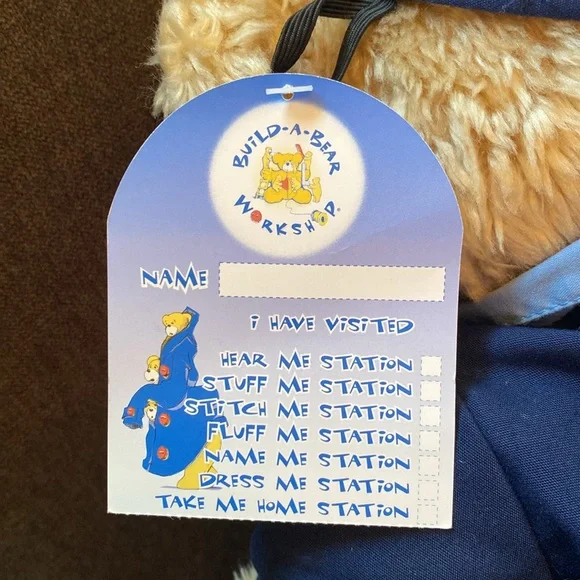 BUILD-A-BEAR
WORKSHOP®
NAME
i HAVE VISITED
HEAR ME STATION
STUFF ME STATION
STITCH ME STATION
FLUFF ME STATION
NAME ME STATION
DRESS ME STATION
TAKE ME HOME STATION